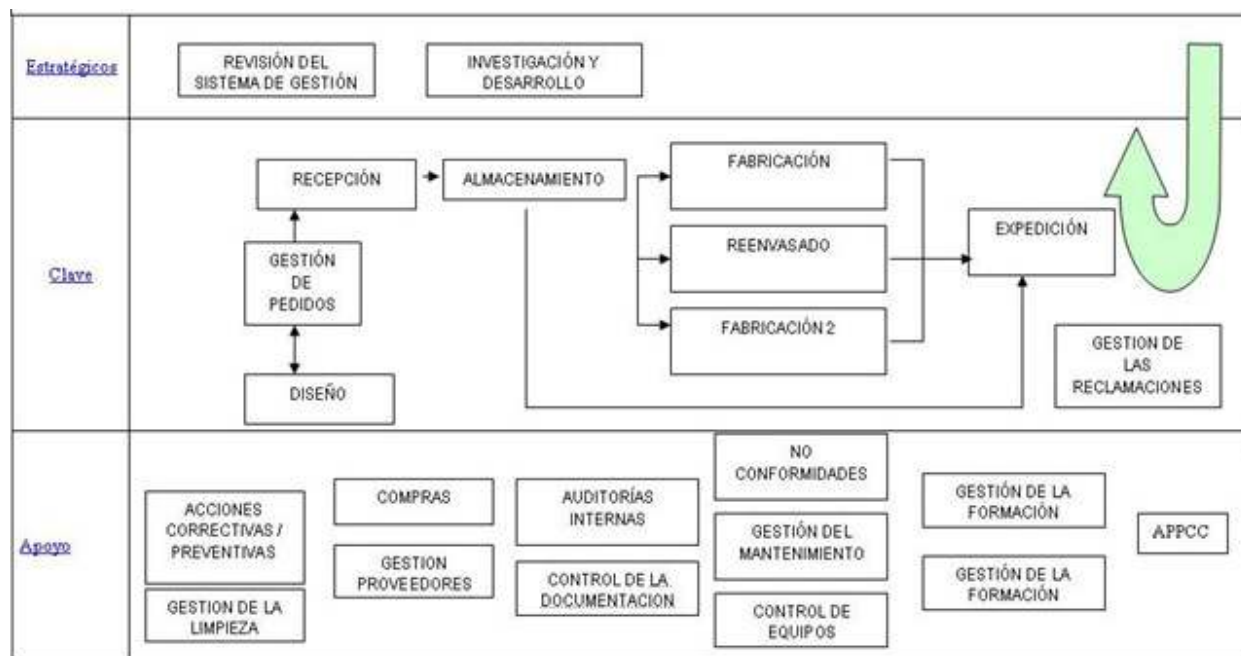 Estratégicos
REVISIÓN DEL
SISTEMA DE GESTIÓN
INVESTIGACIÓN Y
DESARROLLO
Clave
RECEPCIÓN
ALMACENAMIENTO
FABRICACIÓN
REENVASADO
FABRICACIÓN 2
EXPEDICIÓN
GESTIÓN
DE
PEDIDOS
DISEÑO
GESTION DE
LAS
RECLAMACIONES
Apoyo
ACCIONES
CORRECTIVAS /
PREVENTIVAS
GESTION DE LA
LIMPIEZA
COMPRAS
GESTION
PROVEEDORES
AUDITORÍAS
INTERNAS
CONTROL DE LA
DOCUMENTACION
NO
CONFORMIDADES
GESTIÓN DEL
MANTENIMIENTO
CONTROL DE
EQUIPOS
GESTIÓN DE LA
FORMACIÓN
GESTIÓN DE LA
FORMACIÓN
APPCC